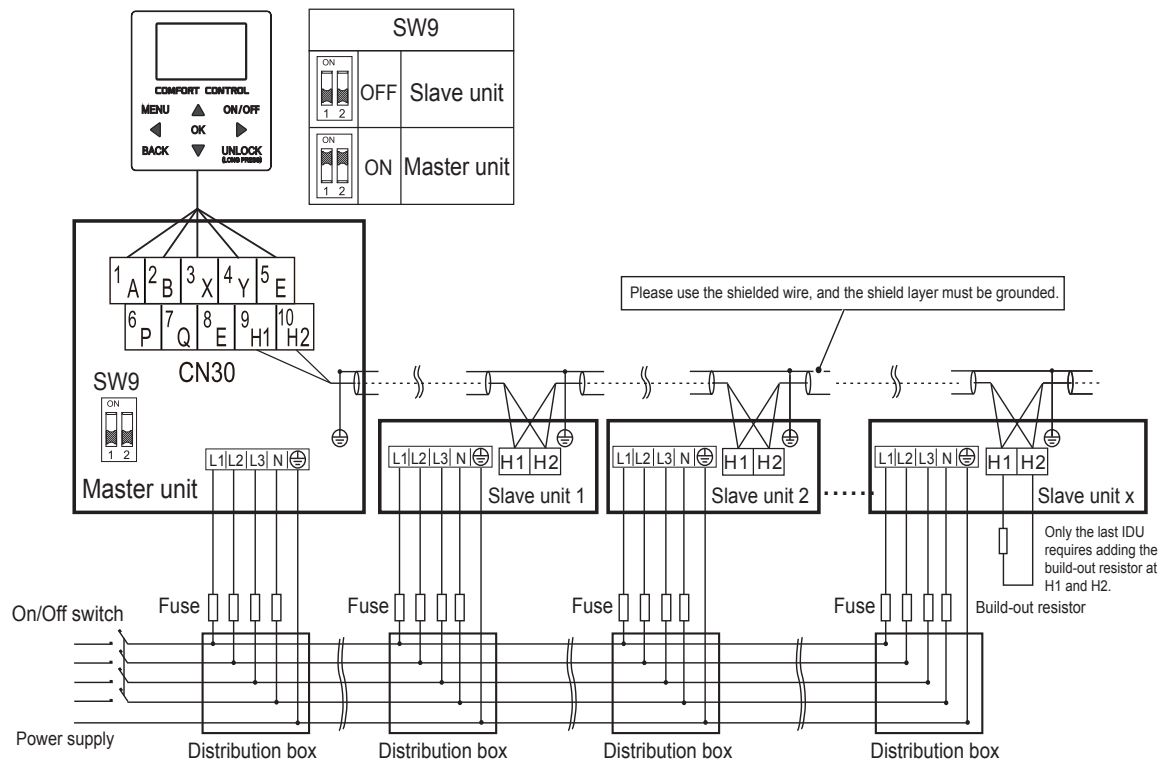 SW9
ON
1 2
OFF
Slave unit
ON
1 2
ON
Master unit
COMFORT CONTROL
MENU
ON/OFF
OK
BACK
UNLOCK
(LONG PRESS)
1 A
2 B
3 X
4 Y
5 E
6 P
7 Q
8 E
9 H1
10 H2
CN30
SW9
ON
1 2
Master unit
L1 L2 L3 N
Please use the shielded wire, and the shield layer must be grounded.
L1 L2 L3 N
H1 H2
Slave unit 1
L1 L2 L3 N
H1 H2
Slave unit 2
L1 L2 L3 N
H1 H2
Slave unit x
Only the last IDU
requires adding the
build-out resistor at
H1 and H2.
Build-out resistor
On/Off switch
Fuse
Fuse
Fuse
Power supply
Distribution box
Distribution box
Distribution box
Distribution box